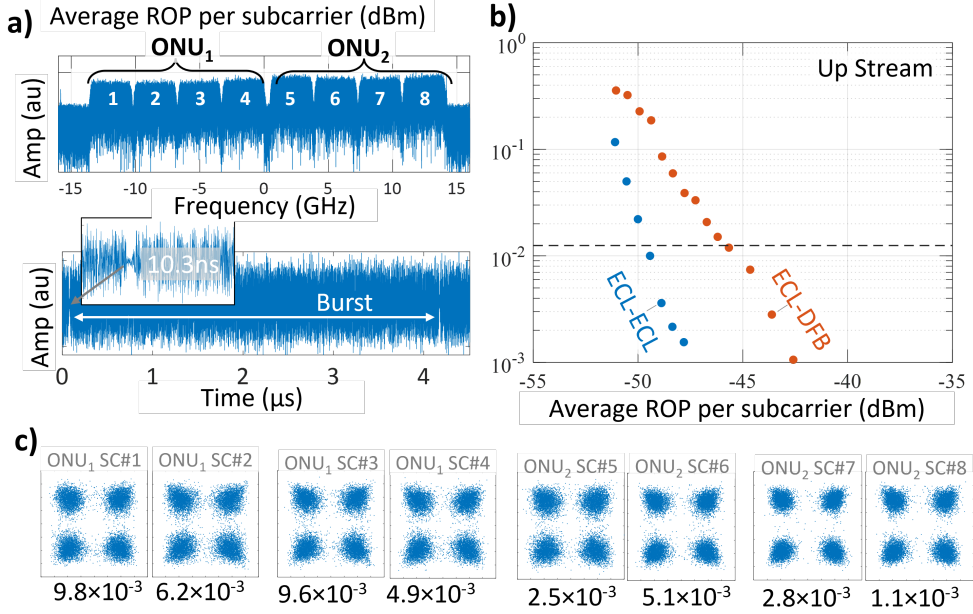 a)
Average ROP per subcarrier (dBm)
ONU1
ONU2
1 2 3 4 5 6 7 8
Amp (au)
-15 -10 -5 0 5 10 15
Frequency (GHz)
10.3ns
Burst
Amp (au)
0 1 2 3 4
Time (μs)
b)
Up Stream
10^0
10^-1
10^-2
10^-3
ECL-ECL
ECL-DFB
-55 -50 -45 -40 -35
Average ROP per subcarrier (dBm)
c)
ONU1 SC#1 ONU1 SC#2 ONU1 SC#3 ONU1 SC#4 ONU2 SC#5 ONU2 SC#6 ONU2 SC#7 ONU2 SC#8
9.8×10^-3 6.2×10^-3 9.6×10^-3 4.9×10^-3 2.5×10^-3 5.1×10^-3 2.8×10^-3 1.1×10^-3